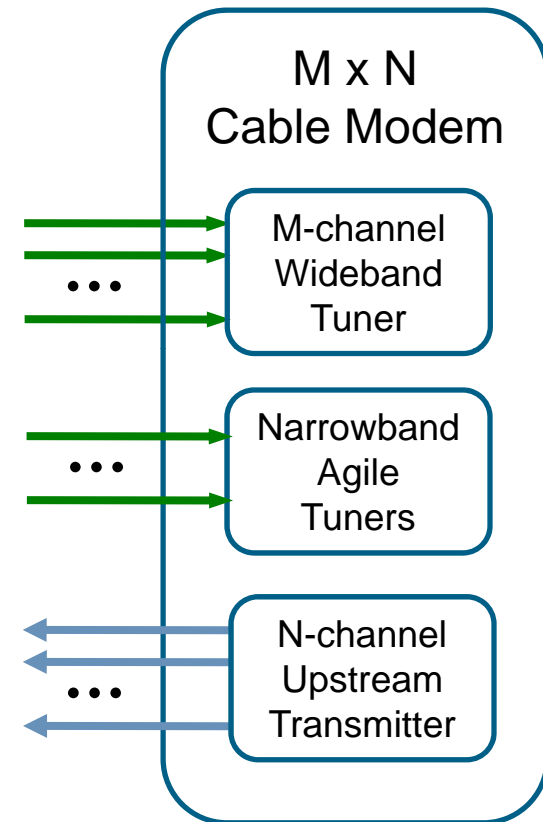 M x N
Cable Modem
M-channel
Wideband
Tuner
Narrowband
Agile
Tuners
N-channel
Upstream
Transmitter